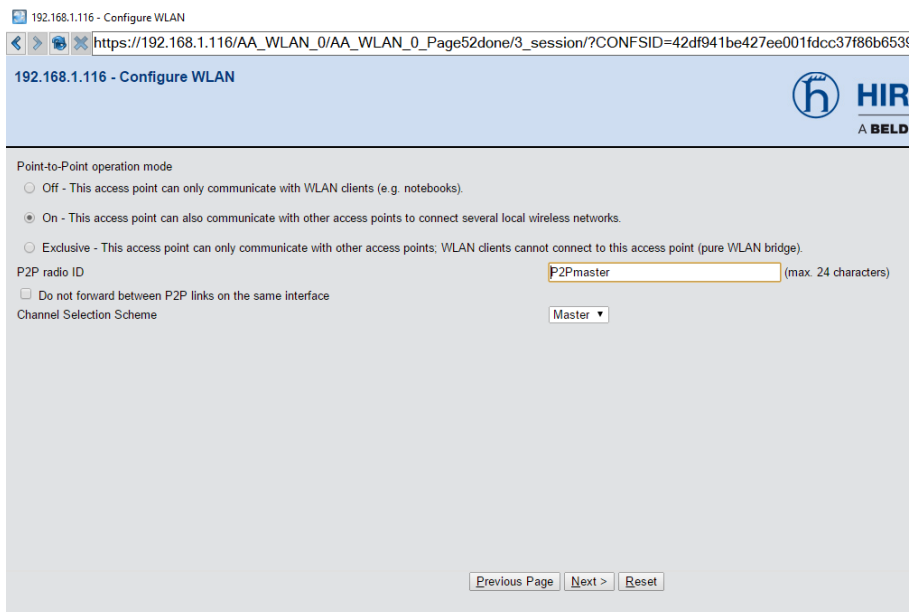 192.168.1.116 - Configure WLAN
https://192.168.1.116/AA_WLAN_0/AA_WLAN_0_Page52done/3_session/?CONFSID=42df941be427ee001fdcc37f86b6539
192.168.1.116 - Configure WLAN
HIR
A BELD
Point-to-Point operation mode
Off - This access point can only communicate with WLAN clients (e.g. notebooks).
On - This access point can also communicate with other access points to connect several local wireless networks.
Exclusive - This access point can only communicate with other access points; WLAN clients cannot connect to this access point (pure WLAN bridge).
P2P radio ID P2Pmaster (max. 24 characters)
Do not forward between P2P links on the same interface
Channel Selection Scheme Master
Previous Page Next > Reset